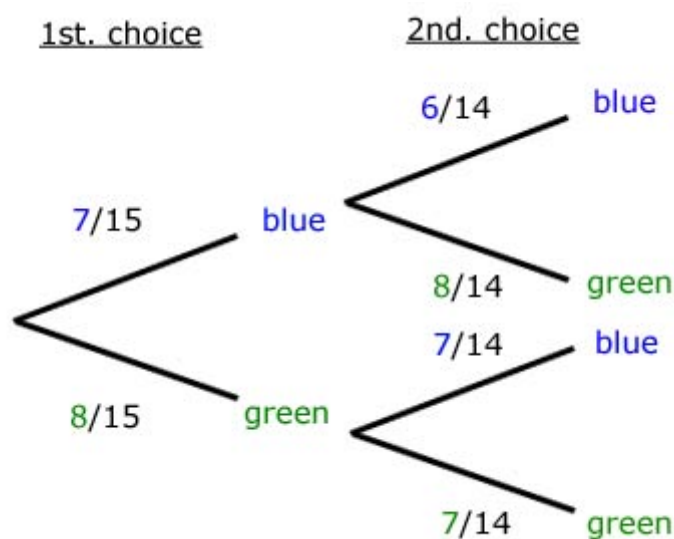 1st. choice
2nd. choice
6/14
blue
7/15
blue
8/14
green
7/14
blue
8/15
green
7/14
green